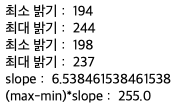 최소 밝기 : 194
최대 밝기 : 244
최소 밝기 : 198
최대 밝기 : 237
slope : 6.538461538461538
(max-min)*slope : 255.0